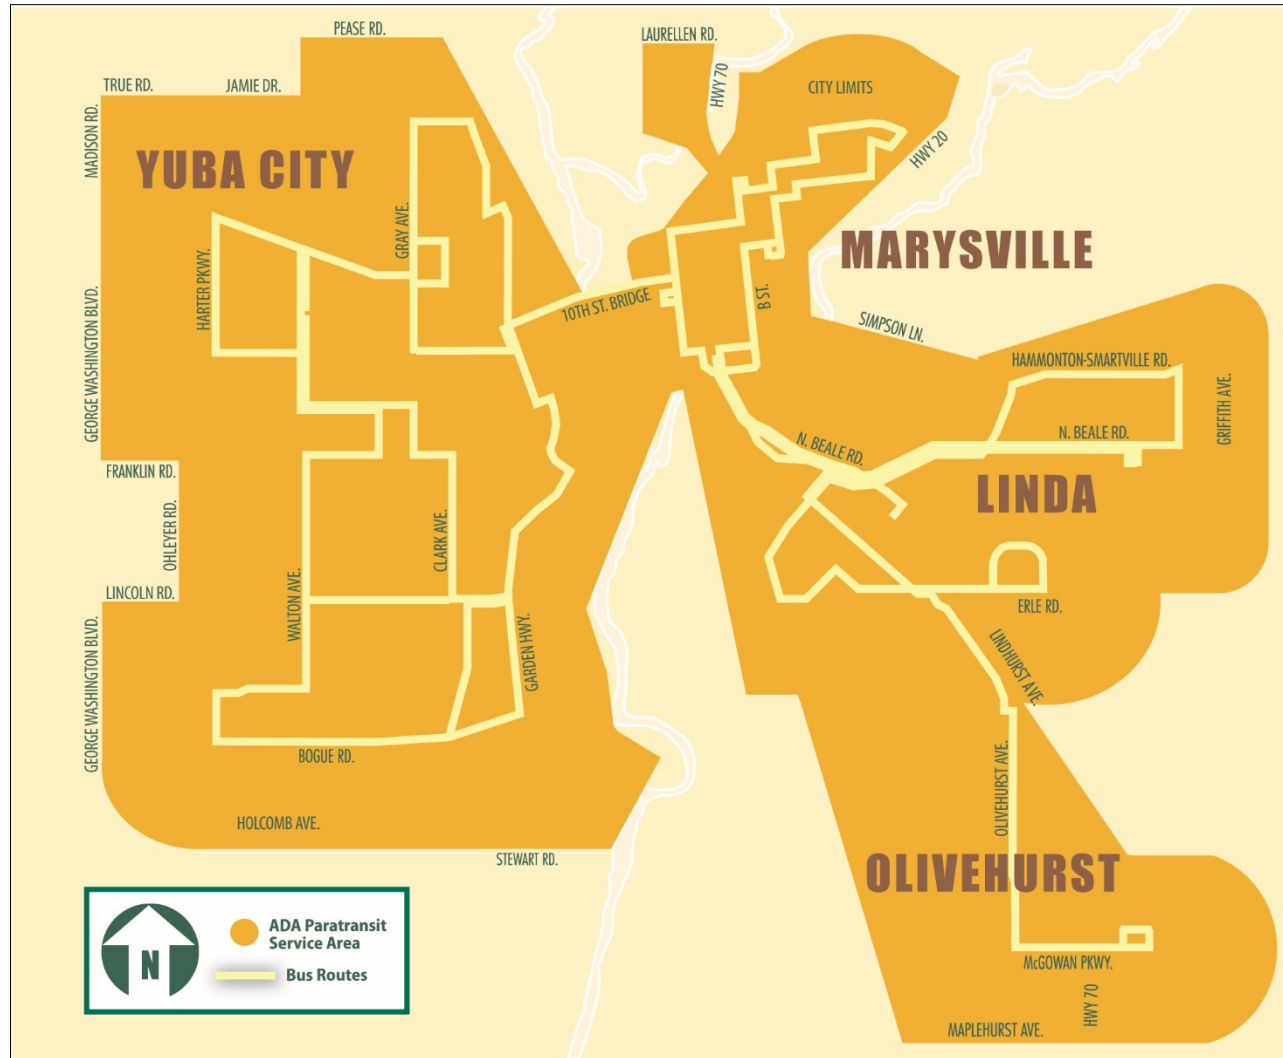 PEASE RD.
LAURELLEN RD.
TRUE RD.
JAMIE DR.
HWY 70
CITY LIMITS
MADISON RD.
YUBA CITY
HWY 20
GRAY AVE.
MARYSVILLE
HARTER PKWY.
10TH ST. BRIDGE
B ST.
SIMPSON LN.
GEORGE WASHINGTON BLVD.
HAMMONTON-SMARTVILLE RD.
GRIFFITH AVE.
N. BEALE RD.
N. BEALE RD.
FRANKLIN RD.
LINDA
OHLEYER RD.
CLARK AVE.
LINCOLN RD.
WALTON AVE.
ERLE RD.
GARDEN HWY.
LINDHURST AVE.
GEORGE WASHINGTON BLVD.
BOGUE RD.
OLIVEHURST AVE.
HOLCOMB AVE.
STEWART RD.
OLIVEHURST
McGOWAN PKWY.
HWY 70
MAPLEHURST AVE.
N
ADA Paratransit
Service Area
Bus Routes